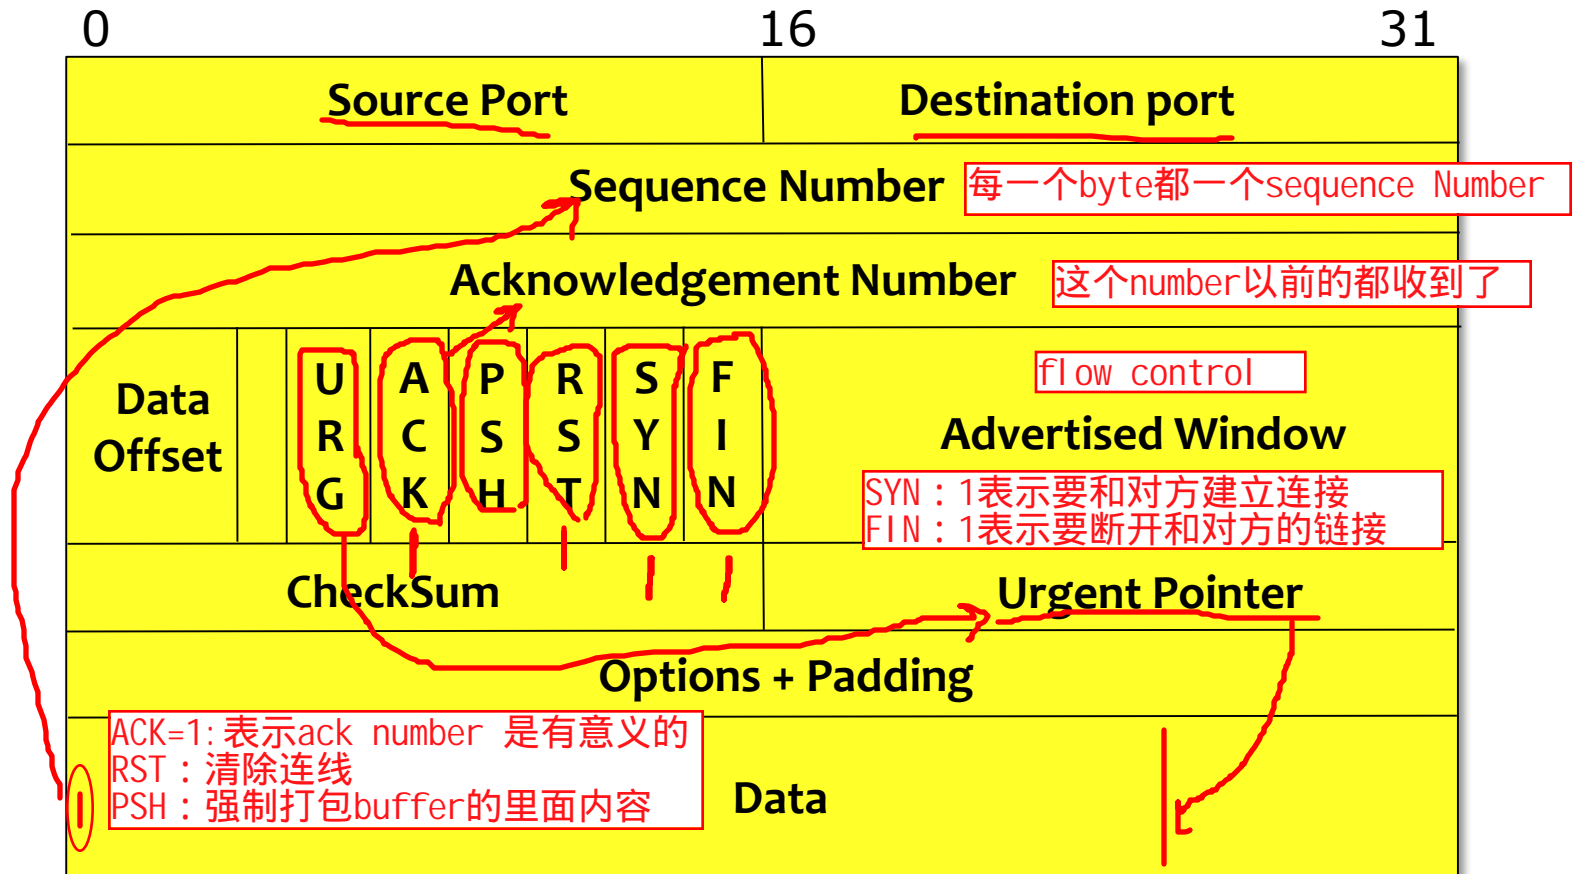 0 16 31
Source Port Destination port
Sequence Number 每一个byte都一个sequence Number
Acknowledgement Number 这个number以前的都收到了
Data Offset
URG ACK PSH RST SYN FIN
flow control
Advertised Window
SYN：1表示要和对方建立连接
FIN：1表示要断开和对方的链接
CheckSum Urgent Pointer
Options + Padding
ACK=1:表示ack number 是有意义的
RST：清除连线
PSH：强制打包buffer的里面内容
Data